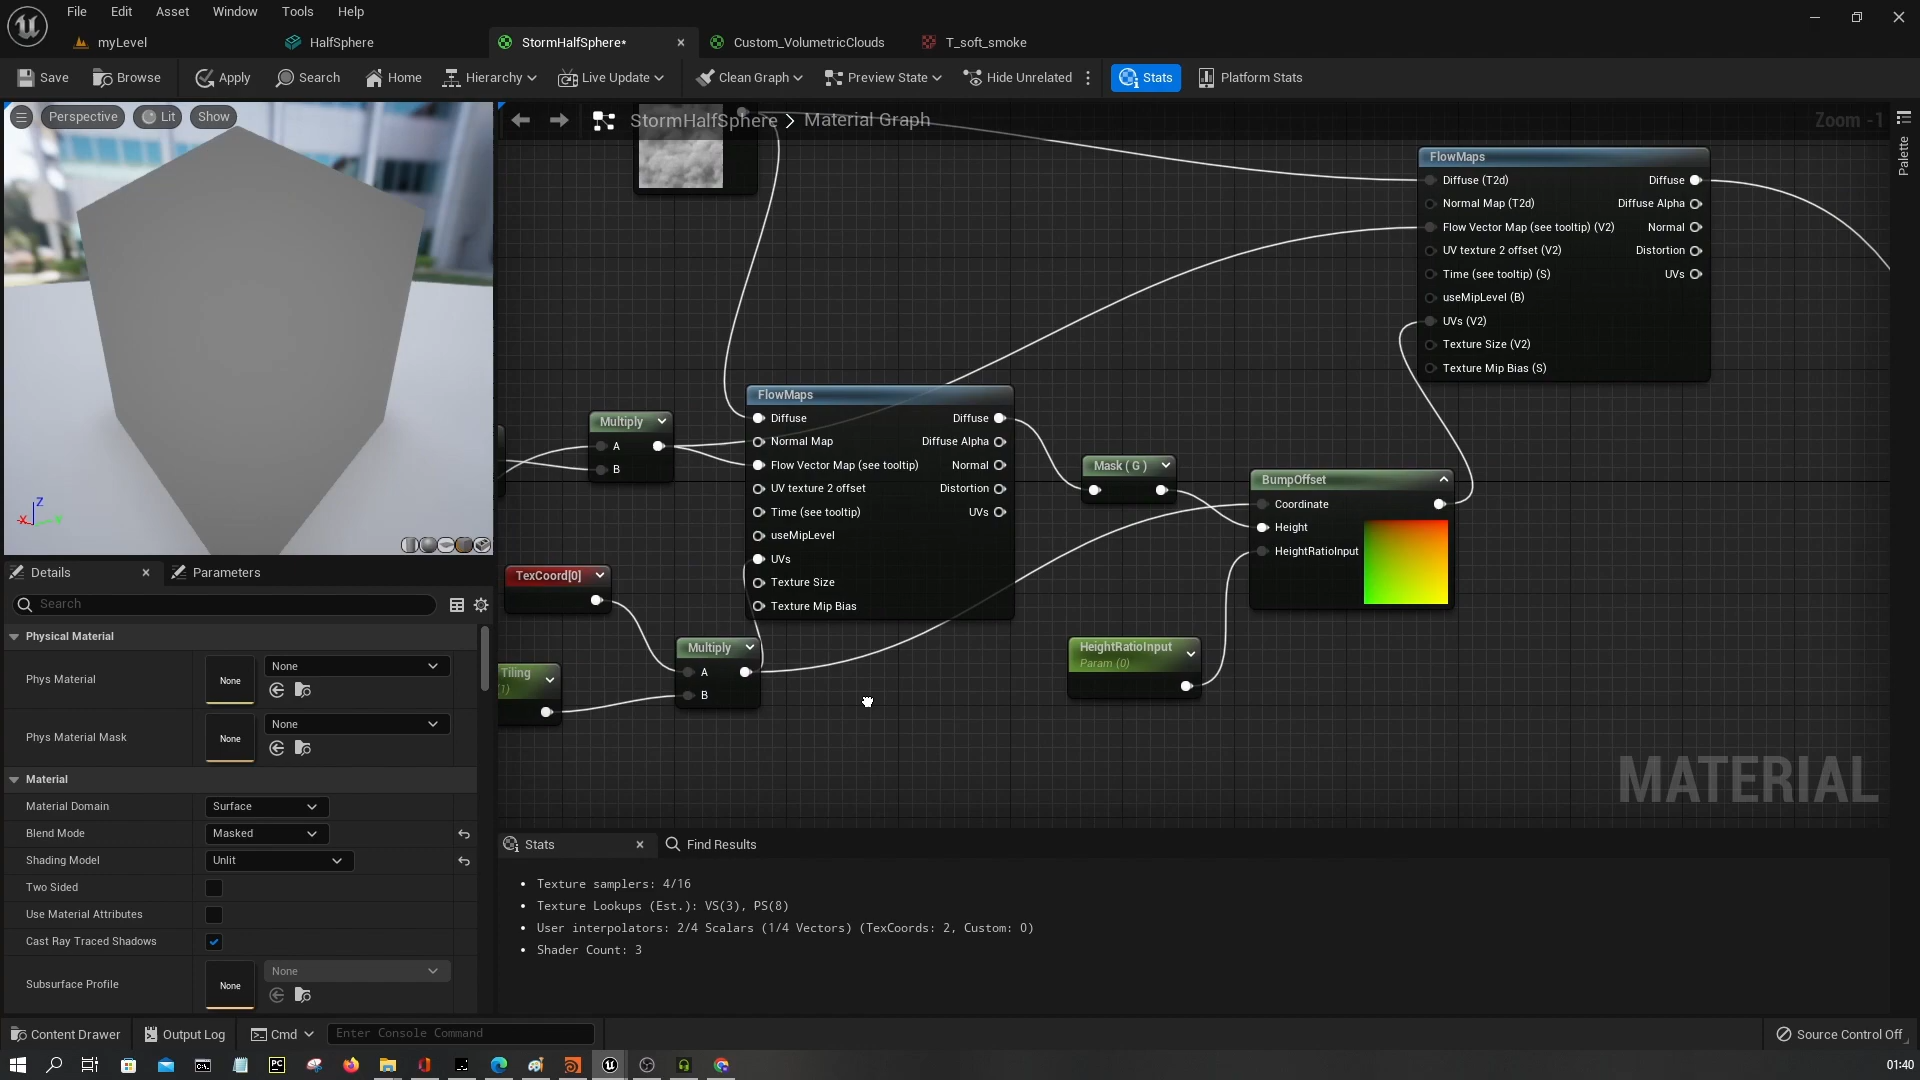 File Edit Asset Window Tools Help
myLevel HalfSphere StormHalfSphere* Custom_VolumetricClouds T_soft_smoke
Save Browse Apply Search Home Hierarchy Live Update Clean Graph Preview State Hide Unrelated Stats Platform Stats
Perspective Lit Show
StormHalfSphere > Material Graph
Zoom -1
Palette
FlowMaps
Diffuse (T2d) Diffuse
Normal Map (T2d) Diffuse Alpha
Flow Vector Map (see tooltip) (V2) Normal
UV texture 2 offset (V2) Distortion
Time (see tooltip) (S) UVs
useMipLevel (B)
UVs (V2)
Texture Size (V2)
Texture Mip Bias (S)
Multiply
A
B
FlowMaps
Diffuse Diffuse
Normal Map Diffuse Alpha
Flow Vector Map (see tooltip) Normal
UV texture 2 offset Distortion
Time (see tooltip) UVs
useMipLevel
UVs
Texture Size
Texture Mip Bias
Mask ( G )
BumpOffset
Coordinate
Height
HeightRatioInput
TexCoord[0]
Multiply
A
B
Tiling
1)
HeightRatioInput
Param (0)
MATERIAL
Z
X
Details Parameters
Search
Physical Material
Phys Material None None
Phys Material Mask None None
Material
Material Domain Surface
Blend Mode Masked
Shading Model Unlit
Two Sided
Use Material Attributes
Cast Ray Traced Shadows
Subsurface Profile None None
Stats Find Results
• Texture samplers: 4/16
• Texture Lookups (Est.): VS(3), PS(8)
• User interpolators: 2/4 Scalars (1/4 Vectors) (TexCoords: 2, Custom: 0)
• Shader Count: 3
Content Drawer Output Log Cmd Enter Console Command Source Control Off
PC
01:40